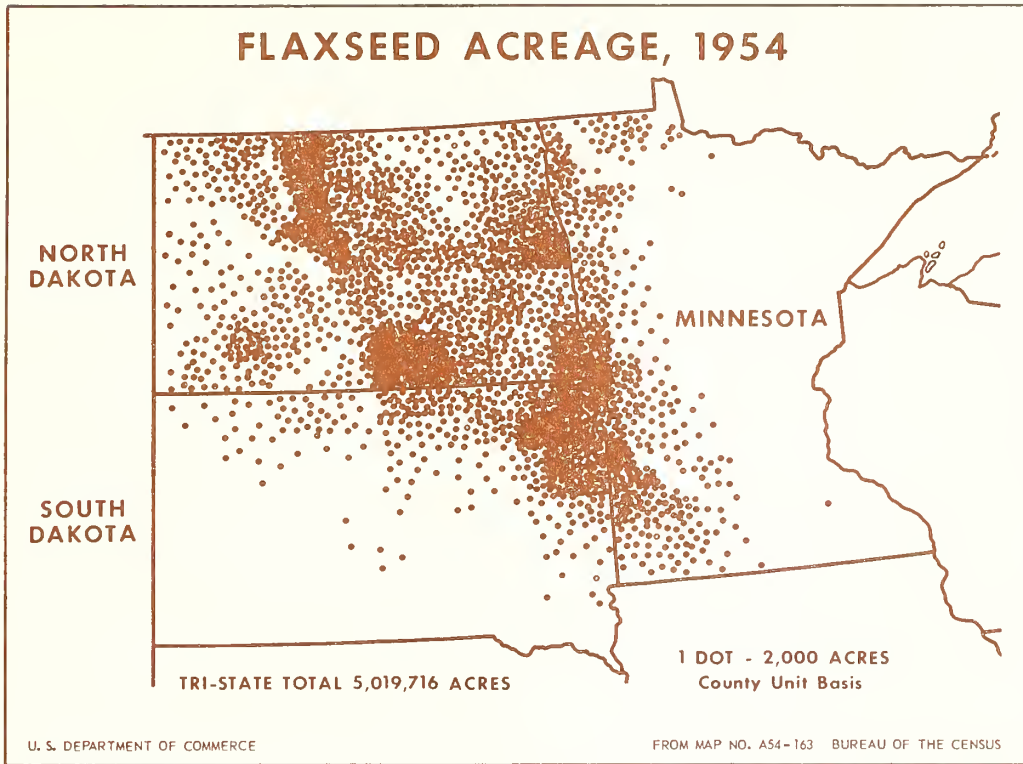 FLAXSEED ACREAGE, 1954
NORTH
DAKOTA
MINNESOTA
SOUTH
DAKOTA
1 DOT - 2,000 ACRES
County Unit Basis
TRI-STATE TOTAL 5,019,716 ACRES
U. S. DEPARTMENT OF COMMERCE
FROM MAP NO. A54-163 BUREAU OF THE CENSUS